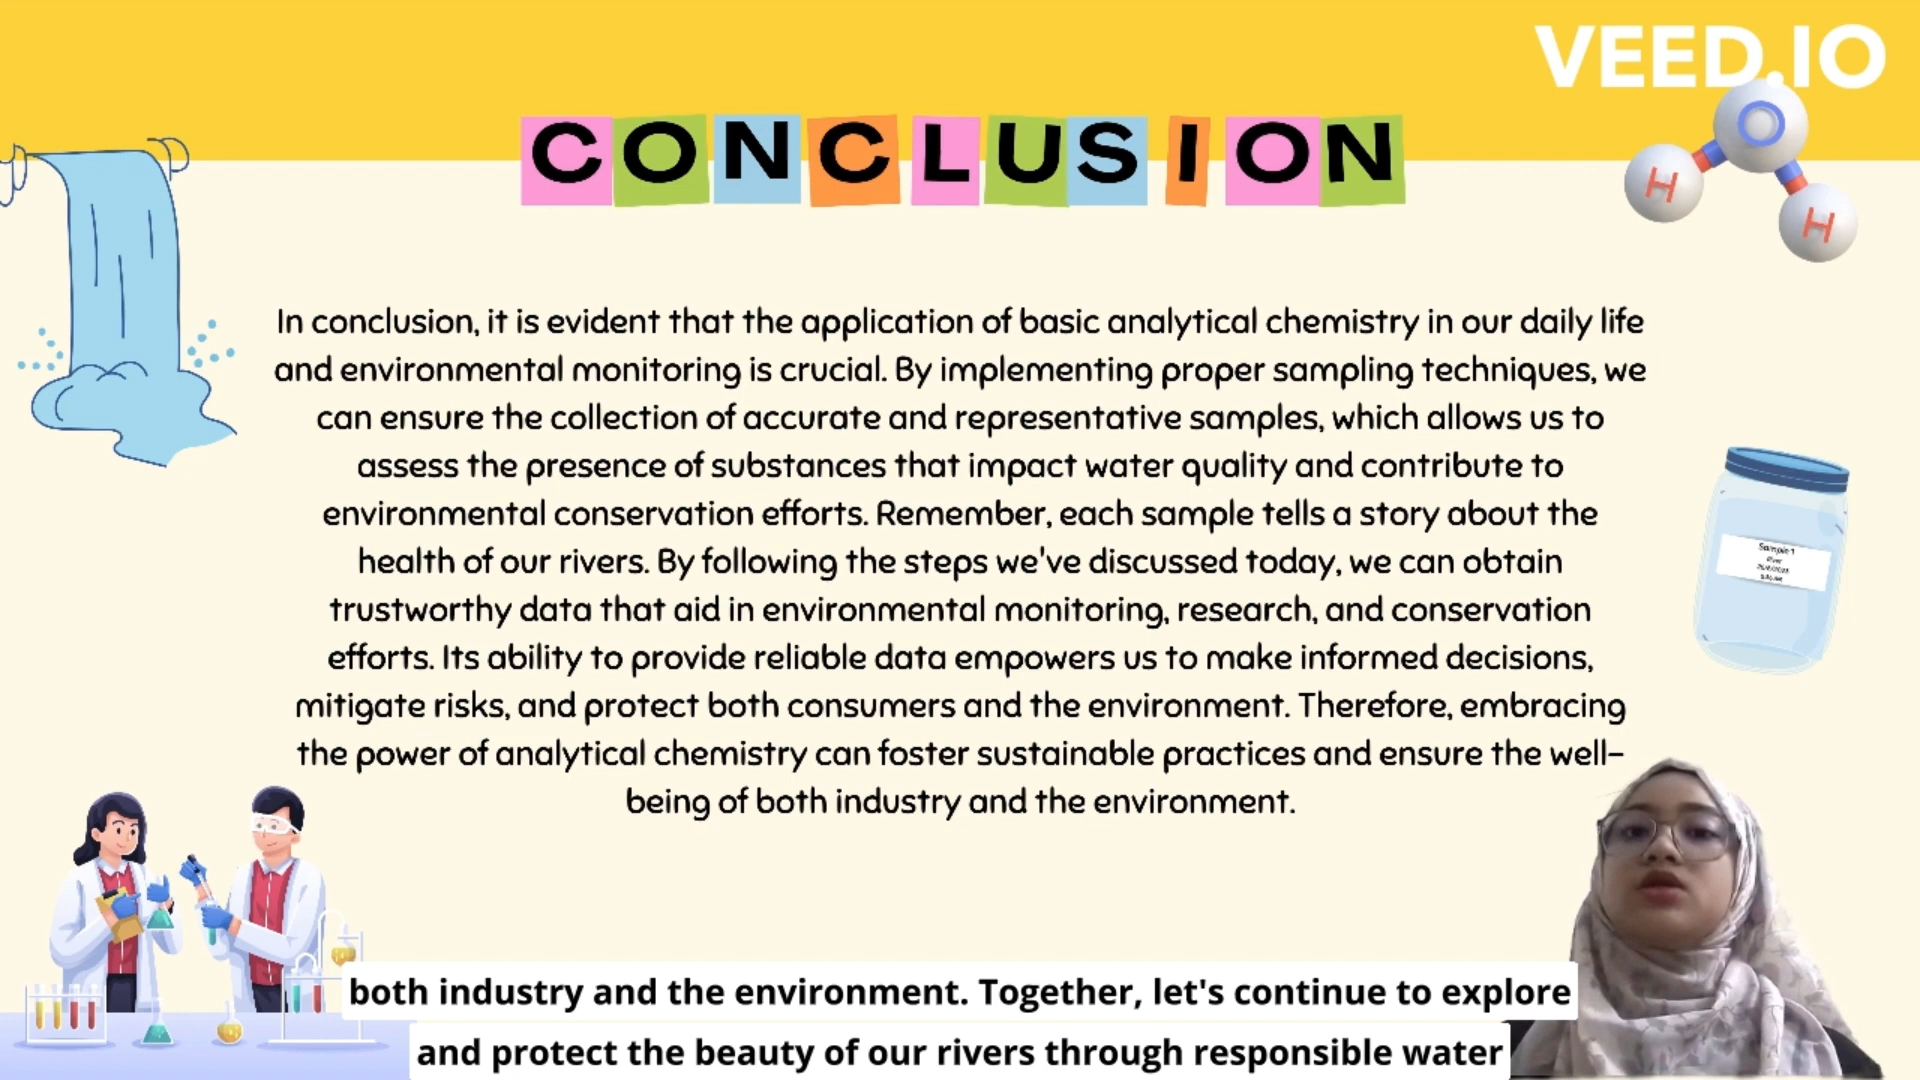 VEED.IO
CONCLUSION
O
H
H
In conclusion, it is evident that the application of basic analytical chemistry in our daily life
and environmental monitoring is crucial. By implementing proper sampling techniques, we
can ensure the collection of accurate and representative samples, which allows us to
assess the presence of substances that impact water quality and contribute to
environmental conservation efforts. Remember, each sample tells a story about the
health of our rivers. By following the steps we've discussed today, we can obtain
trustworthy data that aid in environmental monitoring, research, and conservation
efforts. Its ability to provide reliable data empowers us to make informed decisions,
mitigate risks, and protect both consumers and the environment. Therefore, embracing
the power of analytical chemistry can foster sustainable practices and ensure the well-
being of both industry and the environment.
Sample 1
River
both industry and the environment. Together, let's continue to explore
and protect the beauty of our rivers through responsible water